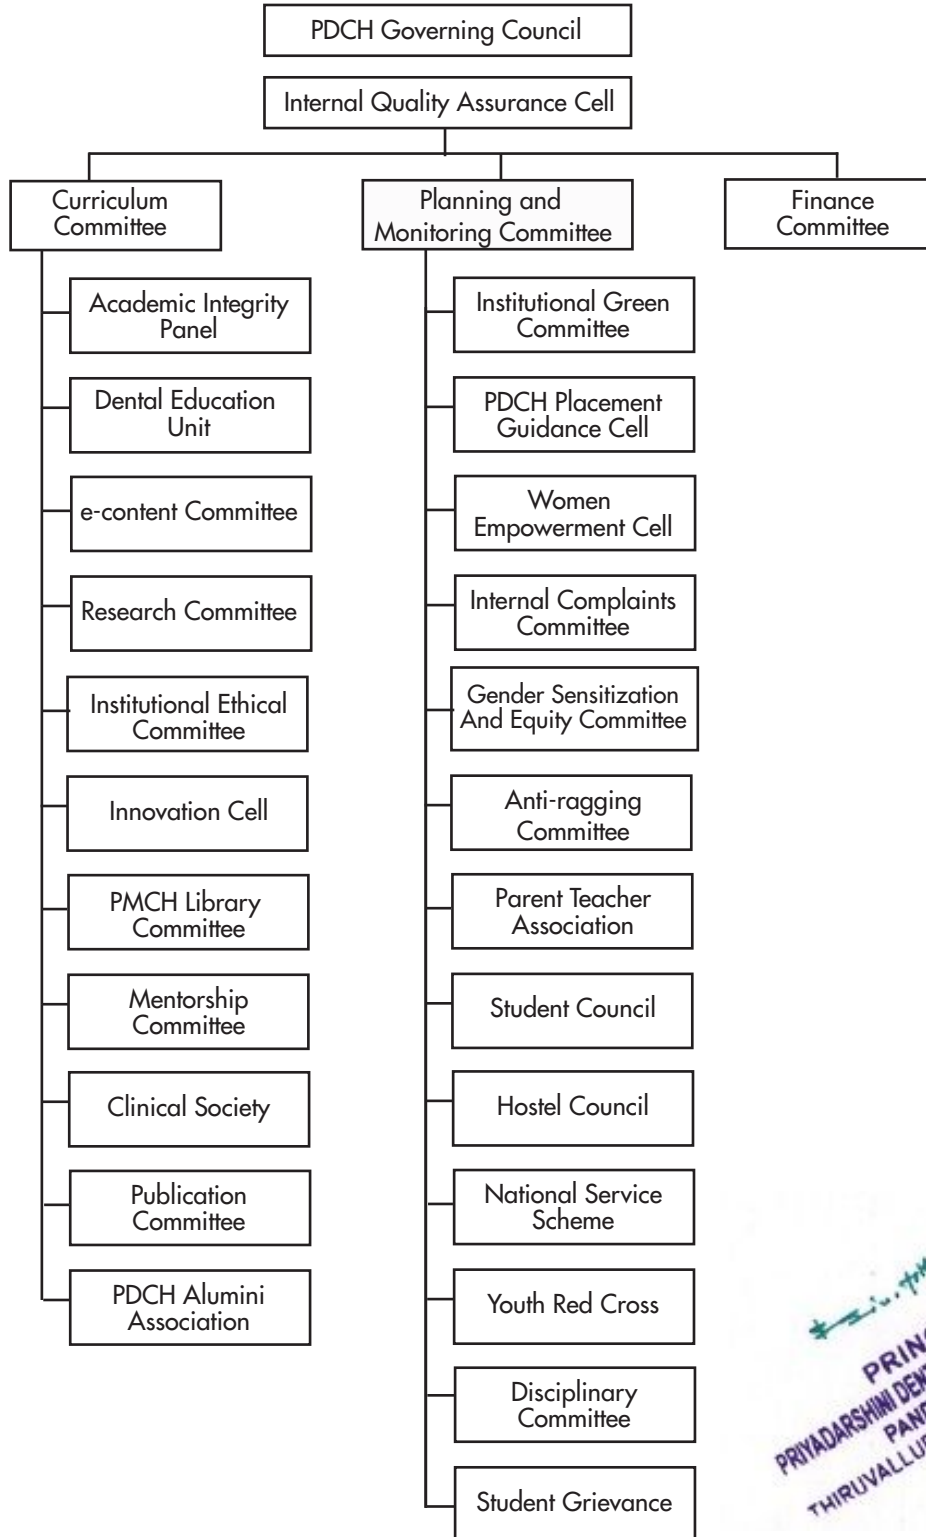 PDCH Governing Council
Internal Quality Assurance Cell
Curriculum
Committee
Planning and
Monitoring Committee
Finance
Committee
Academic Integrity
Panel
Dental Education
Unit
e-content Committee
Research Committee
Institutional Ethical
Committee
Innovation Cell
PMCH Library
Committee
Mentorship
Committee
Clinical Society
Publication
Committee
PDCH Alumini
Association
Institutional Green
Committee
PDCH Placement
Guidance Cell
Women
Empowerment Cell
Internal Complaints
Committee
Gender Sensitization
And Equity Committee
Anti-ragging
Committee
Parent Teacher
Association
Student Council
Hostel Council
National Service
Scheme
Youth Red Cross
Disciplinary
Committee
Student Grievance
PRIYADARSHINI